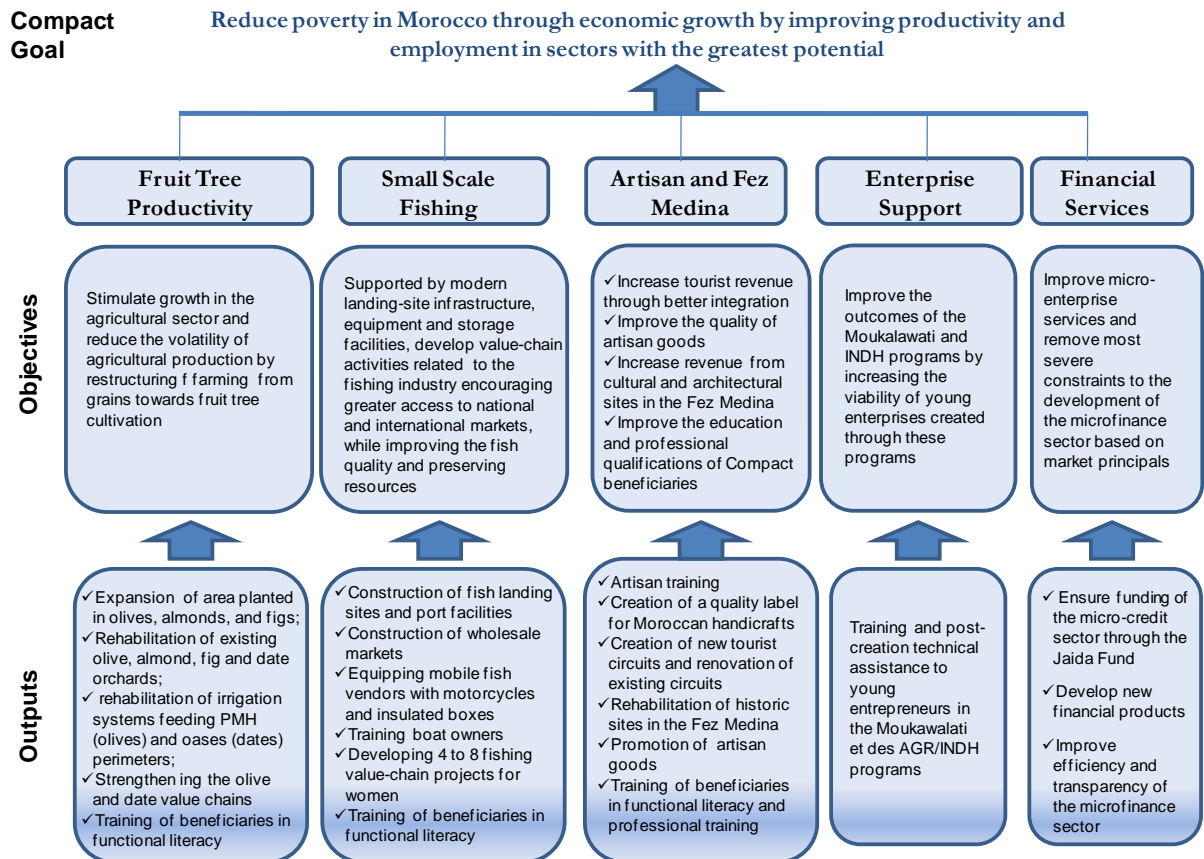 Compact
Goal
Reduce poverty in Morocco through economic growth by improving productivity and
employment in sectors with the greatest potential
Fruit Tree
Productivity
Small Scale
Fishing
Artisan and Fez
Medina
Enterprise
Support
Financial
Services
Objectives
Stimulate growth in the
agricultural sector and
reduce the volatility of
agricultural production by
restructuring f farming from
grains towards fruit tree
cultivation
Supported by modern
landing-site infrastructure,
equipment and storage
facilities, develop value-chain
activities related to the
fishing industry encouraging
greater access to national
and international markets,
while improving the fish
quality and preserving
resources
✓Increase tourist revenue
through better integration
✓Improve the quality of
artisan goods
✓Increase revenue from
cultural and architectural
sites in the Fez Medina
✓Improve the education
and professional
qualifications of Compact
beneficiaries
Improve the
outcomes of the
Moukalawati and
INDH programs by
increasing the
viability of young
enterprises created
through these
programs
Improve micro-
enterprise
services and
remove most
severe
constraints to the
development of
the microfinance
sector based on
market principals
Outputs
✓Expansion of area planted
in olives, almonds, and figs;
✓Rehabilitation of existing
olive, almond, fig and date
orchards;
✓ rehabilitation of irrigation
systems feeding PMH
(olives) and oases (dates)
perimeters;
✓Strengthen ing the olive
and date value chains
✓Training of beneficiaries in
functional literacy
✓Construction of fish landing
sites and port facilities
✓Construction of wholesale
markets
✓Equipping mobile fish
vendors with motorcycles
and insulated boxes
✓Training boat owners
✓Developing 4 to 8 fishing
value-chain projects for
women
✓Training of beneficiaries in
functional literacy
✓Artisan training
✓Creation of a quality label
for Moroccan handicrafts
✓Creation of new tourist
circuits and renovation of
existing circuits
✓Rehabilitation of historic
sites in the Fez Medina
✓Promotion of artisan
goods
✓Training of beneficiaries
in functional literacy and
professional training
Training and post-
creation technical
assistance to
young
entrepreneurs in
the Moukawalati
et des AGR/INDH
programs
✓ Ensure funding of
the micro-credit
sector through the
Jaida Fund
✓Develop new
financial products
✓Improve
efficiency and
transparency of
the microfinance
sector